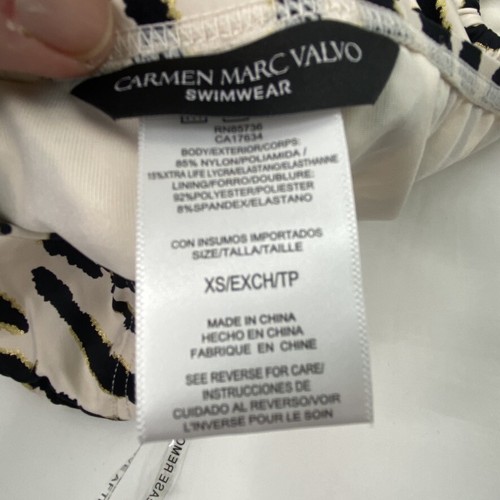 CARMEN MARC VALVO
SWIMWEAR
RN85736
CA17634
BODY/EXTERIOR/CORPS:
85% NYLON/POLIAMIDA /
15%XTRA LIFE LYCRA/ELASTANO/ELASTHANNE
LINING/FORRO/DOUBLURE:
92%POLYESTER/POLIESTER
8%SPANDEX/ELASTANO
CON INSUMOS IMPORTADOS
SIZE/TALLA/TAILLE
XS/EXCH/TP
MADE IN CHINA
HECHO EN CHINA
FABRIQUE EN CHINE
SEE REVERSE FOR CARE/
INSTRUCCIONES DE
CUIDADO AL REVERSO/VOIR
L'INVERSE POUR LE SOIN